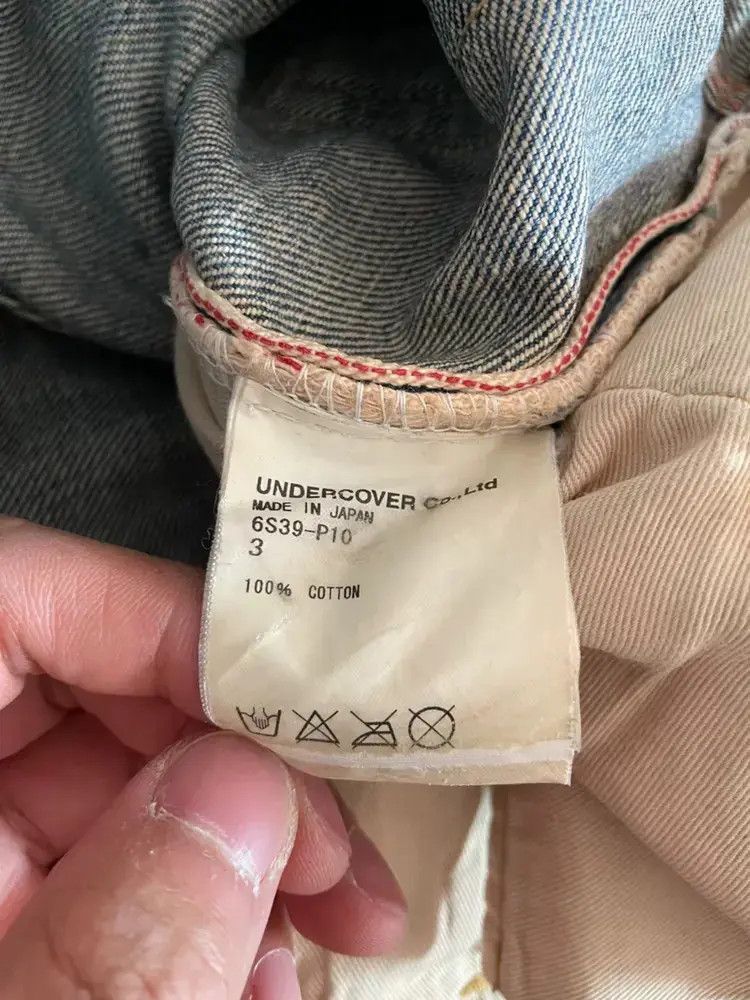 UNDERCOVER Co.,Ltd
MADE IN JAPAN
6S39-P10
3
100% COTTON